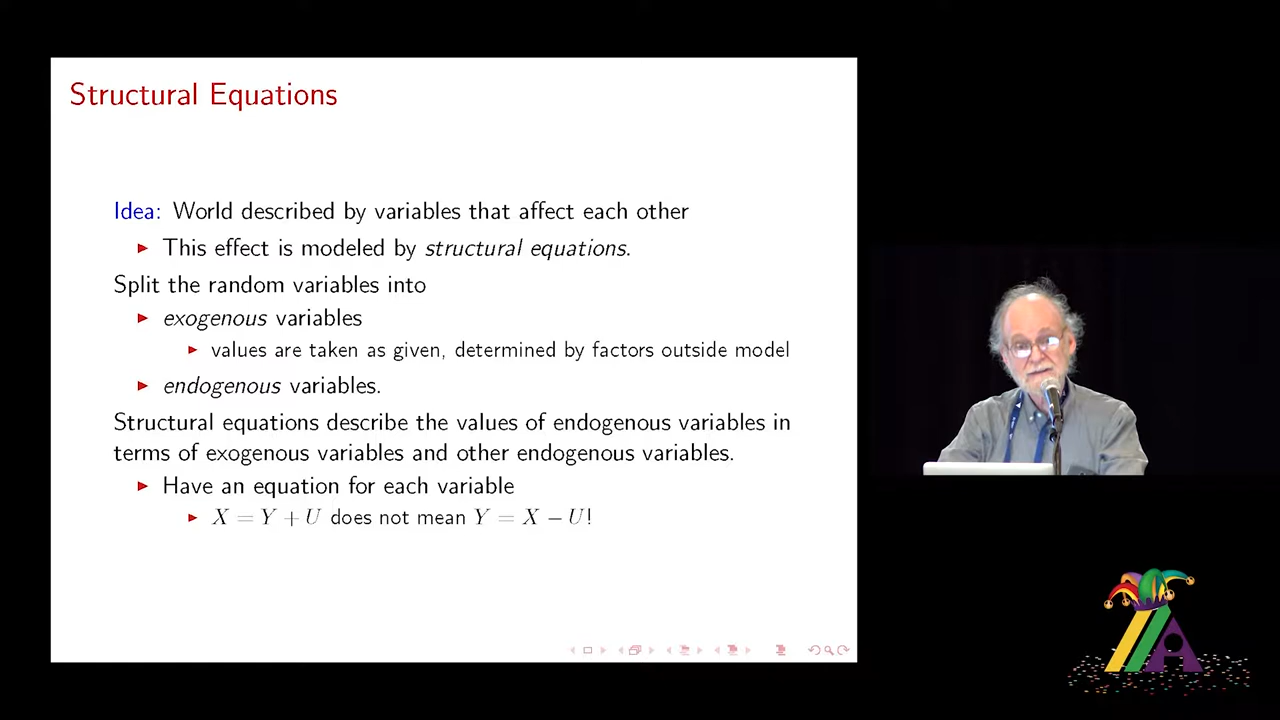 Structural Equations
Idea: World described by variables that affect each other
▶ This effect is modeled by structural equations.
Split the random variables into
▶ exogenous variables
▶ values are taken as given, determined by factors outside model
▶ endogenous variables.
Structural equations describe the values of endogenous variables in
terms of exogenous variables and other endogenous variables.
▶ Have an equation for each variable
▶ X = Y + U does not mean Y = X − U!